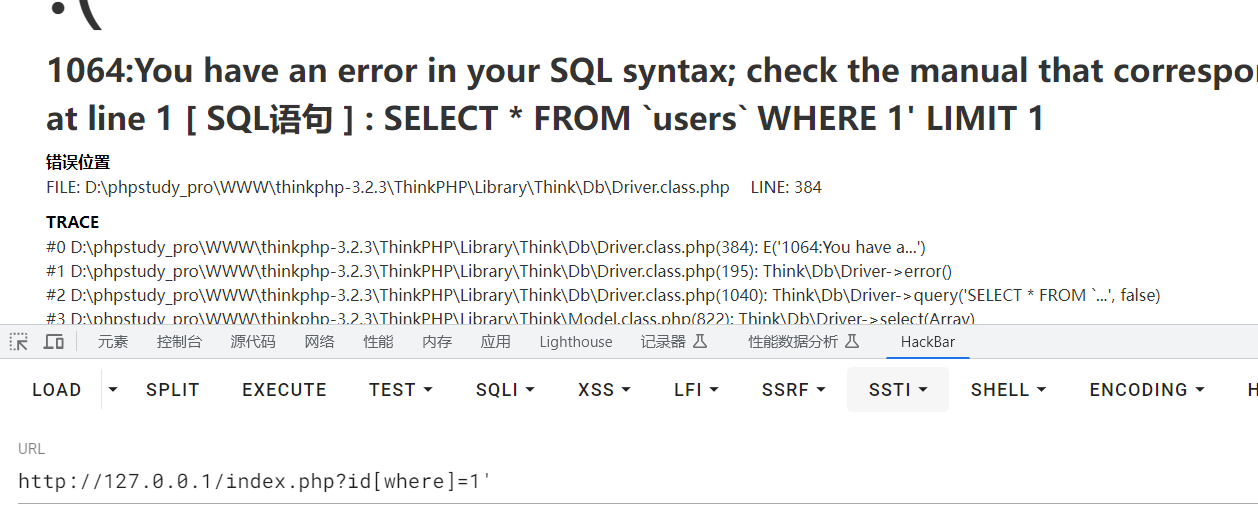 :(
1064:You have an error in your SQL syntax; check the manual that correspo
at line 1 [ SQL语句 ] : SELECT * FROM `users` WHERE 1' LIMIT 1
错误位置
FILE: D:\phpstudy_pro\WWW\thinkphp-3.2.3\ThinkPHP\Library\Think\Db\Driver.class.php LINE: 384
TRACE
#0 D:\phpstudy_pro\WWW\thinkphp-3.2.3\ThinkPHP\Library\Think\Db\Driver.class.php(384): E('1064:You have a...')
#1 D:\phpstudy_pro\WWW\thinkphp-3.2.3\ThinkPHP\Library\Think\Db\Driver.class.php(195): Think\Db\Driver->error()
#2 D:\phpstudy_pro\WWW\thinkphp-3.2.3\ThinkPHP\Library\Think\Db\Driver.class.php(1040): Think\Db\Driver->query('SELECT * FROM `...', false)
#3 D:\phpstudy_pro\WWW\thinkphp-3.2.3\ThinkPHP\Library\Think\Model.class.php(822): Think\Db\Driver->select(Array)
元素 控制台 源代码 网络 性能 内存 应用 Lighthouse 记录器 性能数据分析 HackBar
LOAD SPLIT EXECUTE TEST SQLI XSS LFI SSRF SSTI SHELL ENCODING H
URL
http://127.0.0.1/index.php?id[where]=1'